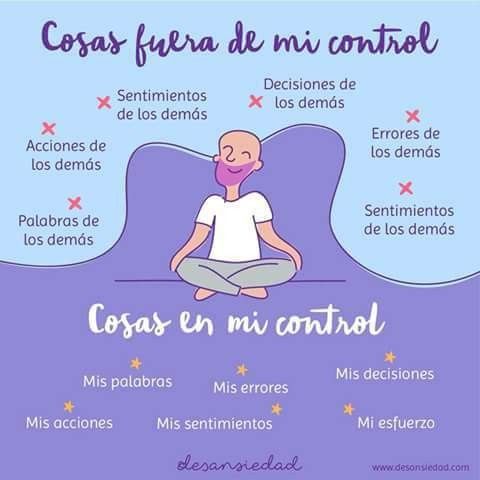 Cosas fuera de mi control
Sentimientos
de los demás
Decisiones de
los demás
Acciones de
los demás
Errores de
los demás
Palabras de
los demás
Sentimientos
de los demás
Cosas en mi control
Mis palabras
Mis errores
Mis decisiones
Mis acciones
Mis sentimientos
Mi esfuerzo
desansiedad
www.desansiedad.com